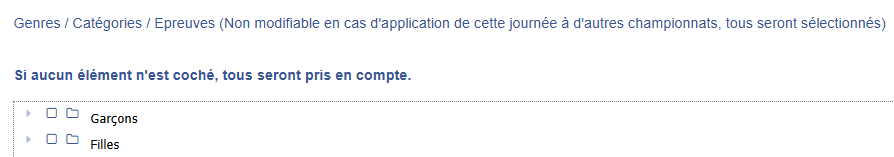 Genres / Catégories / Epreuves (Non modifiable en cas d'application de cette journée à d'autres championnats, tous seront sélectionnés)
Si aucun élément n'est coché, tous seront pris en compte.
Garçons
Filles